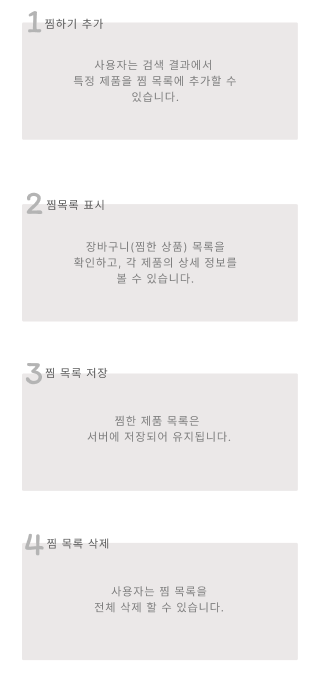 1 찜하기 추가
사용자는 검색 결과에서
특정 제품을 찜 목록에 추가할 수
있습니다.
2 찜목록 표시
장바구니(찜한 상품) 목록을
확인하고, 각 제품의 상세 정보를
볼 수 있습니다.
3 찜 목록 저장
찜한 제품 목록은
서버에 저장되어 유지됩니다.
4 찜 목록 삭제
사용자는 찜 목록을
전체 삭제 할 수 있습니다.